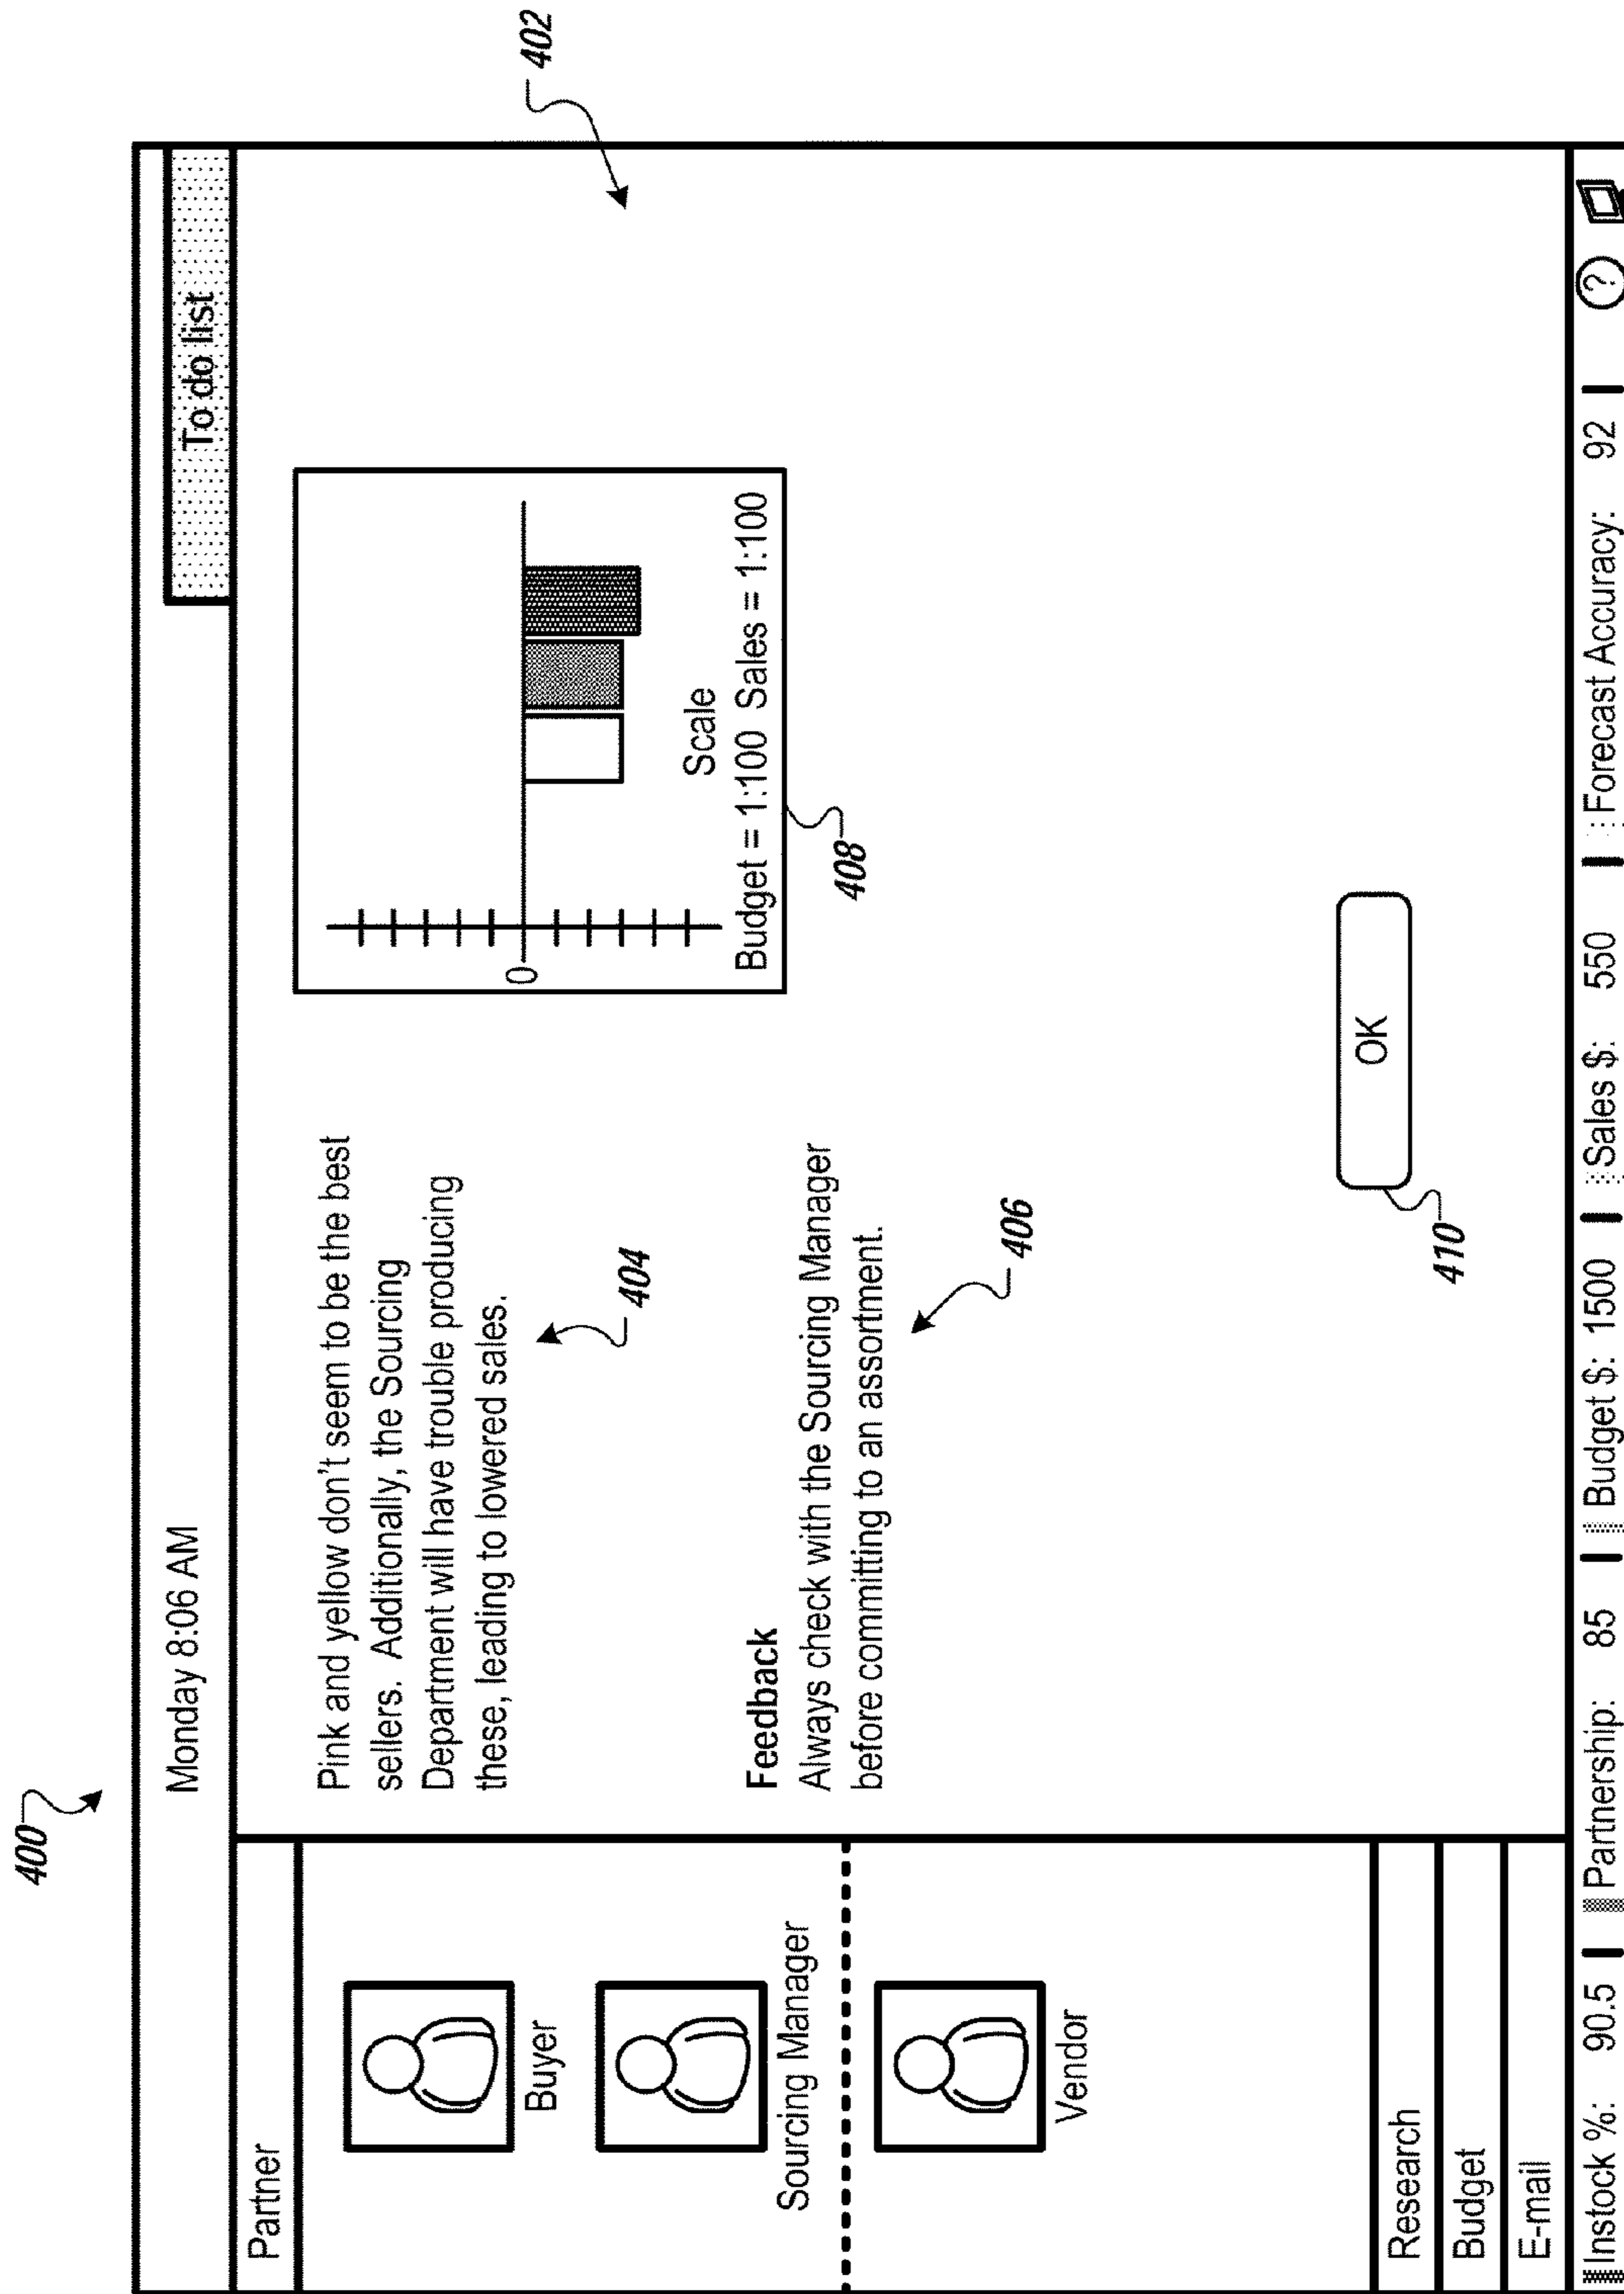 400
Monday 8:06 AM
To do list
402
Partner
Buyer
Sourcing Manager
Vendor
Research
Budget
E-mail
Pink and yellow don't seem to be the best
sellers. Additionally, the Sourcing
Department will have trouble producing
these, leading to lowered sales.
404
Feedback
Always check with the Sourcing Manager
before committing to an assortment.
406
0
Scale
Budget = 1:100 Sales = 1:100
408
OK
410
Instock %: 90.5 | Partnership: 85 | Budget $: 1500 | Sales $: 550 | Forecast Accuracy: 92 | ?